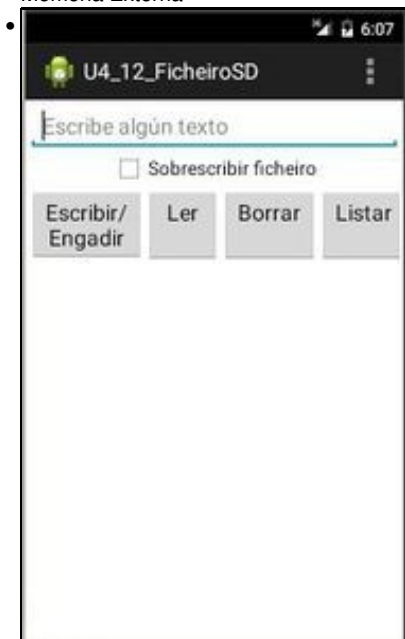 Memoria Externa
6:07
U4_12_FicheiroSD
Escribe algún texto
Sobrescribir ficheiro
Escribir/
Engadir
Ler
Borrar
Listar